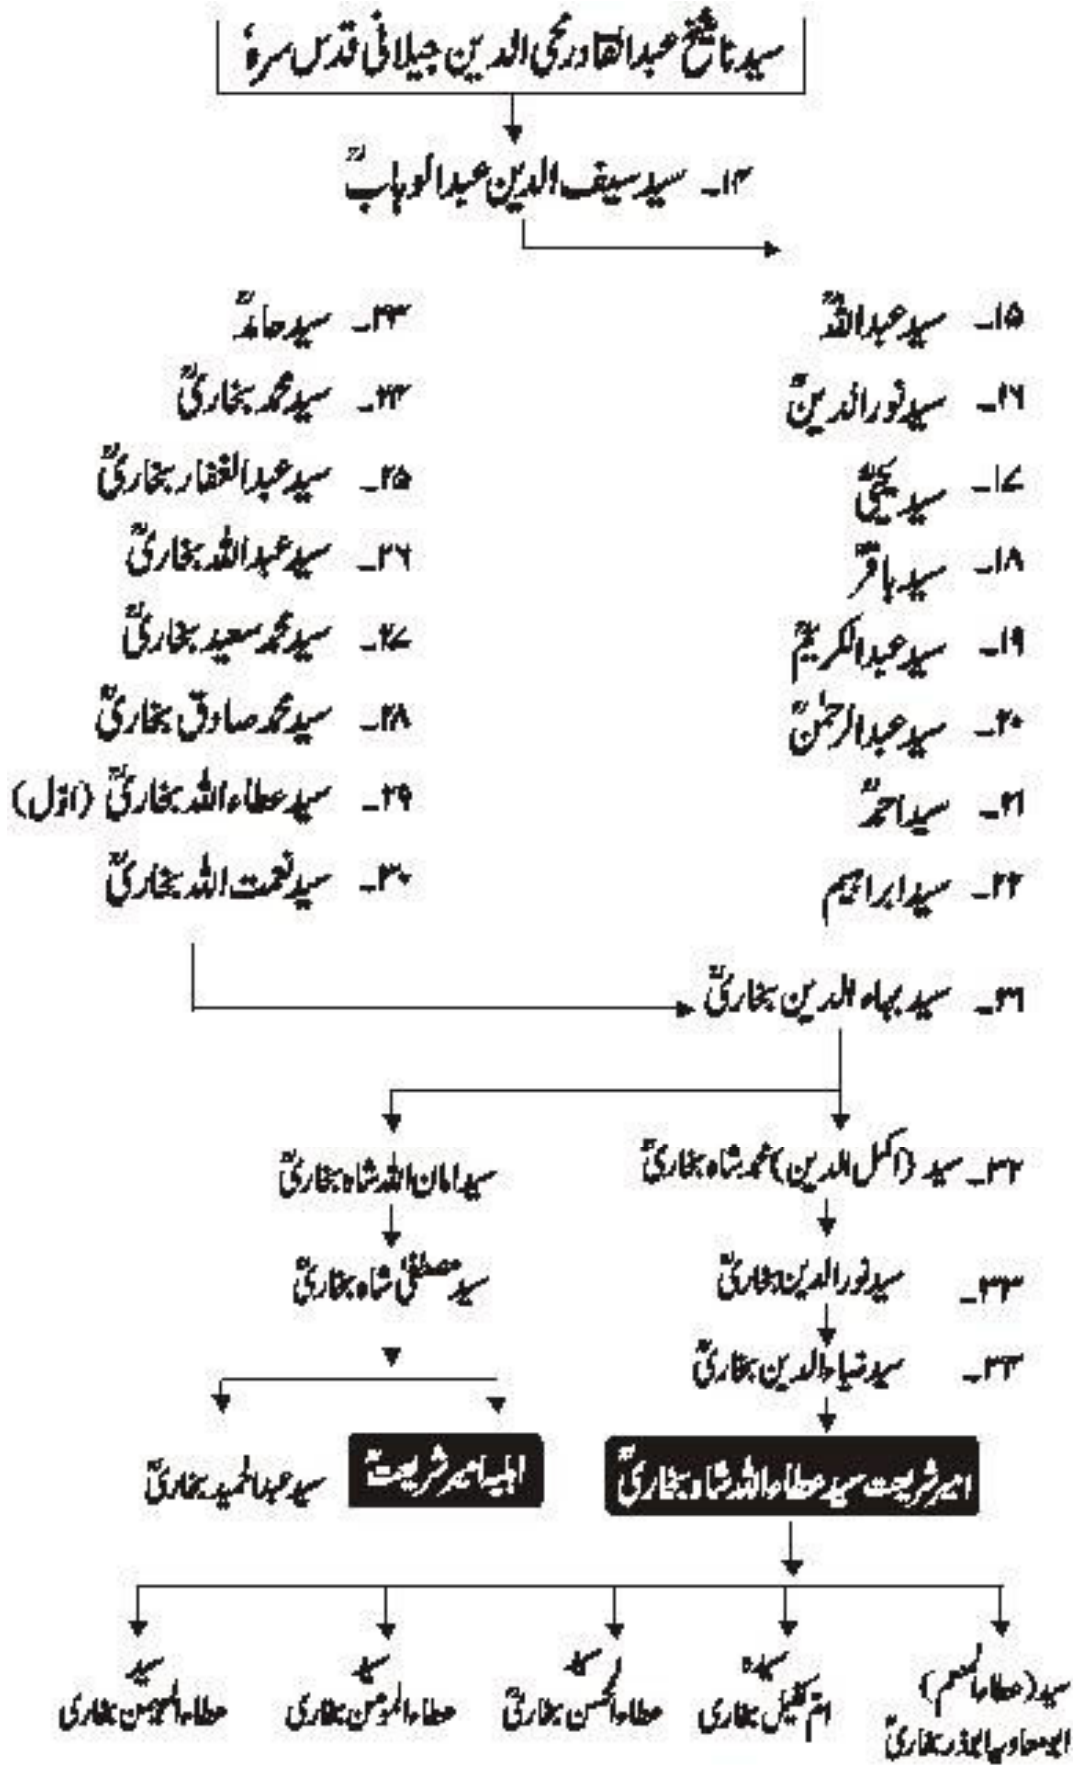 سیدنا شیخ عبدالقادر محی الدین جیلانی قدس سرہٗ
۱۴۔ سید سیف الدین عبدالوہابؒ
۱۵۔ سید عبداللہؒ
۱۶۔ سید نورالدینؒ
۱۷۔ سید یحییٰؒ
۱۸۔ سید باقرؒ
۱۹۔ سید عبدالکریمؒ
۲۰۔ سید عبدالرحمٰنؒ
۲۱۔ سید احمدؒ
۲۲۔ سید ابراہیم
۲۳۔ سید حامدؒ
۲۴۔ سید محمد بخاریؒ
۲۵۔ سید عبدالغفار بخاریؒ
۲۶۔ سید عبداللہ بخاریؒ
۲۷۔ سید محمد سعید بخاریؒ
۲۸۔ سید محمد صادق بخاریؒ
۲۹۔ سید عطاء اللہ بخاریؒ (اوّل)
۳۰۔ سید نعمت اللہ بخاریؒ
۳۱۔ سید بہاء الدین بخاریؒ
۳۲۔ سید (اکمل الدین) محمد شاہ بخاریؒ
۳۳۔ سید نورالدین بخاریؒ
۳۴۔ سید ضیاء الدین بخاریؒ
امیر شریعت سید عطاء اللہ شاہ بخاریؒ
سید امان اللہ شاہ بخاریؒ
سید مصطفیٰ شاہ بخاریؒ
اہلیہ امیر شریعتؒ
سید عبدالحمید بخاریؒ
سید (عطاء المنعم)
ابو معاویہ ابوذر بخاریؒ
سیدہ
ام کفیل بخاری
سید
عطاء المحسن بخاریؒ
سید
عطاء المؤمن بخاری
سید
عطاء المہیمن بخاری